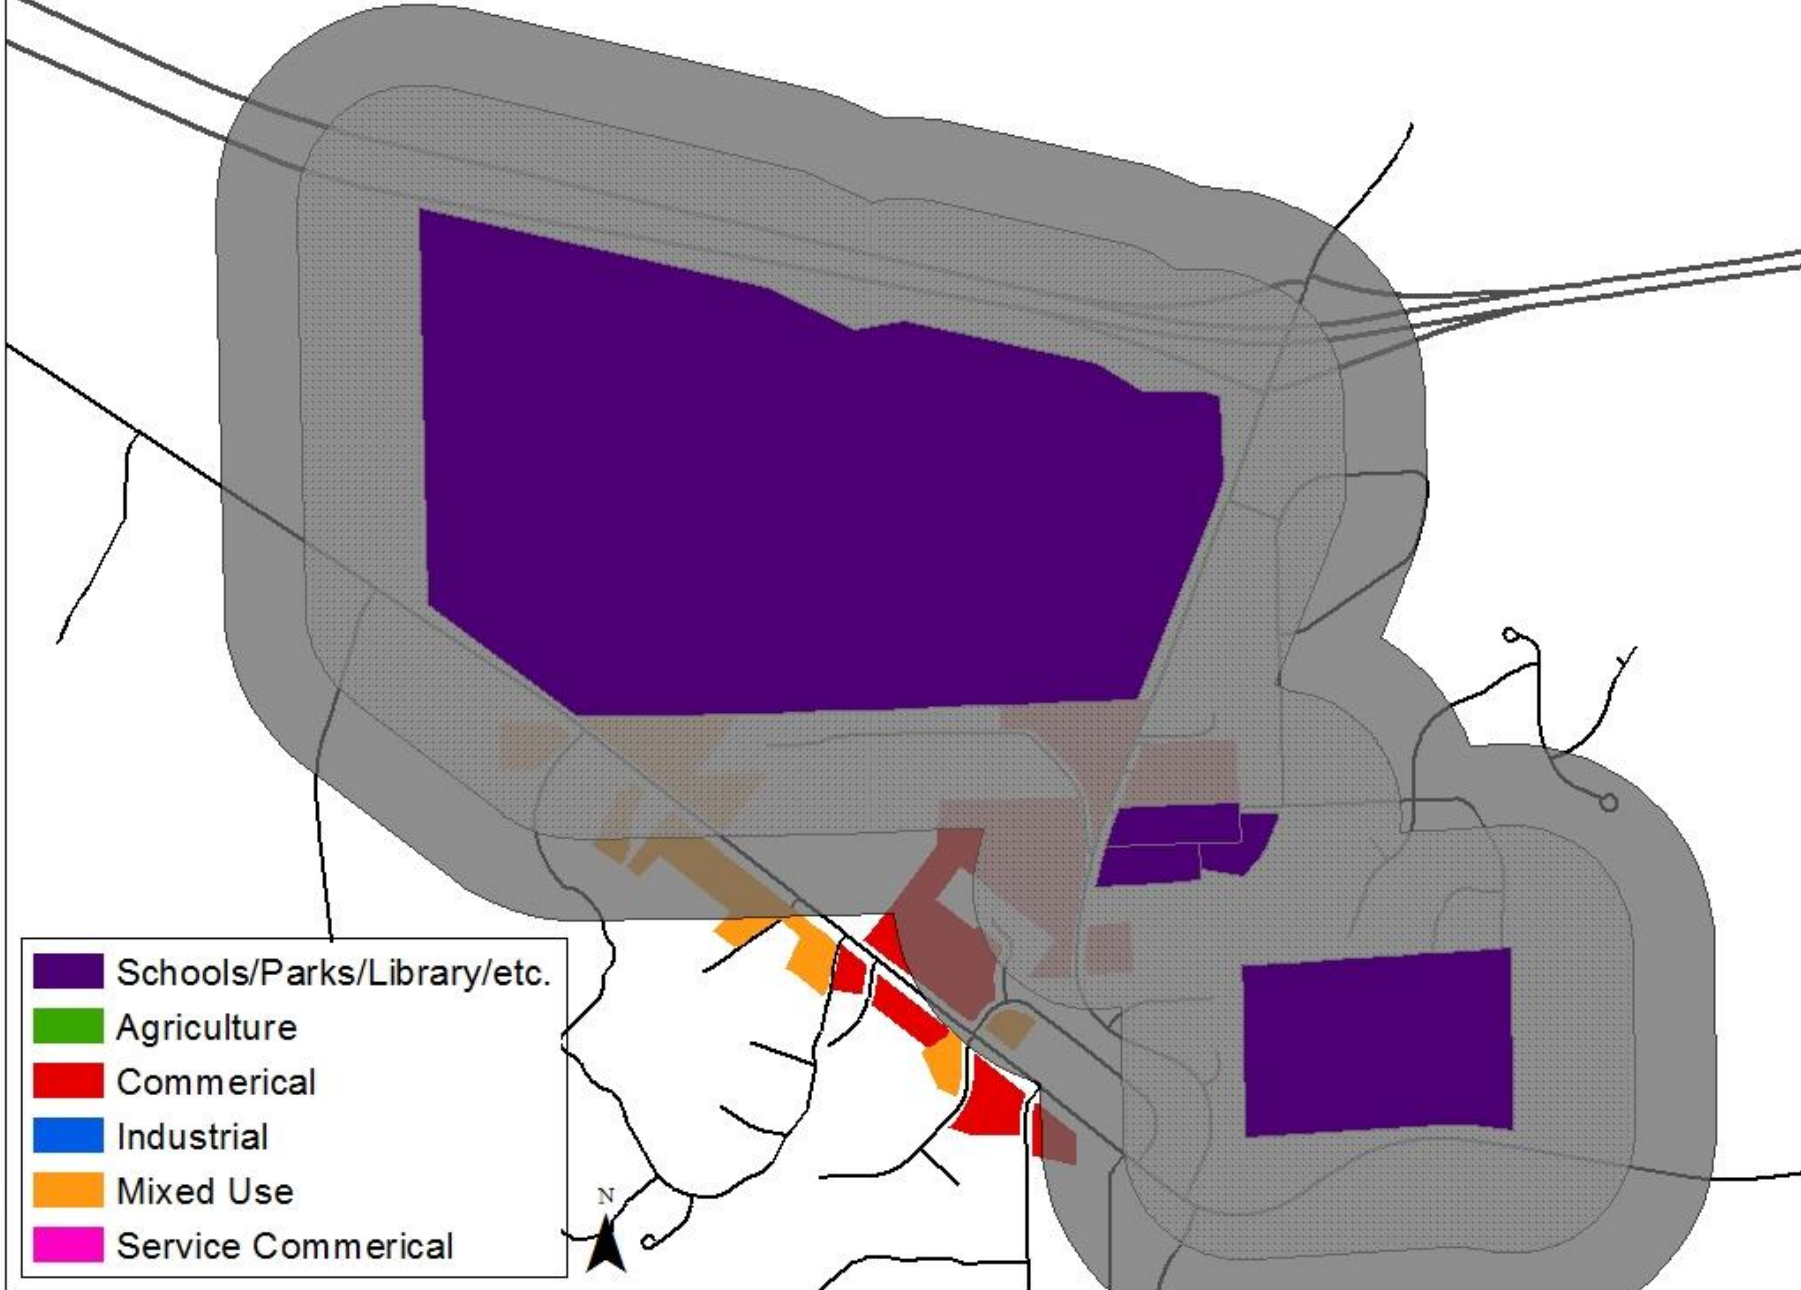 Schools/Parks/Library/etc.
Agriculture
Commerical
Industrial
Mixed Use
Service Commerical
N